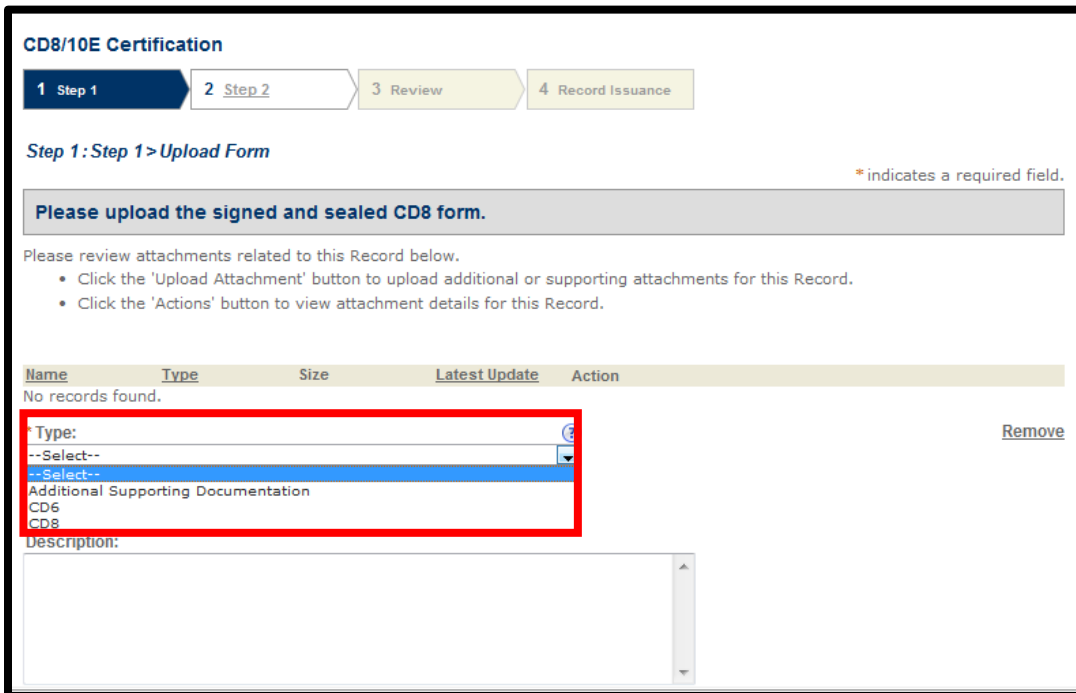 CD8/10E Certification
1 Step 1 2 Step 2 3 Review 4 Record Issuance
Step 1: Step 1 > Upload Form
* indicates a required field.
Please upload the signed and sealed CD8 form.
Please review attachments related to this Record below.
• Click the 'Upload Attachment' button to upload additional or supporting attachments for this Record.
• Click the 'Actions' button to view attachment details for this Record.
Name Type Size Latest Update Action
No records found.
*Type: ? Remove
--Select--
--Select--
Additional Supporting Documentation
CD6
CD8
Description: